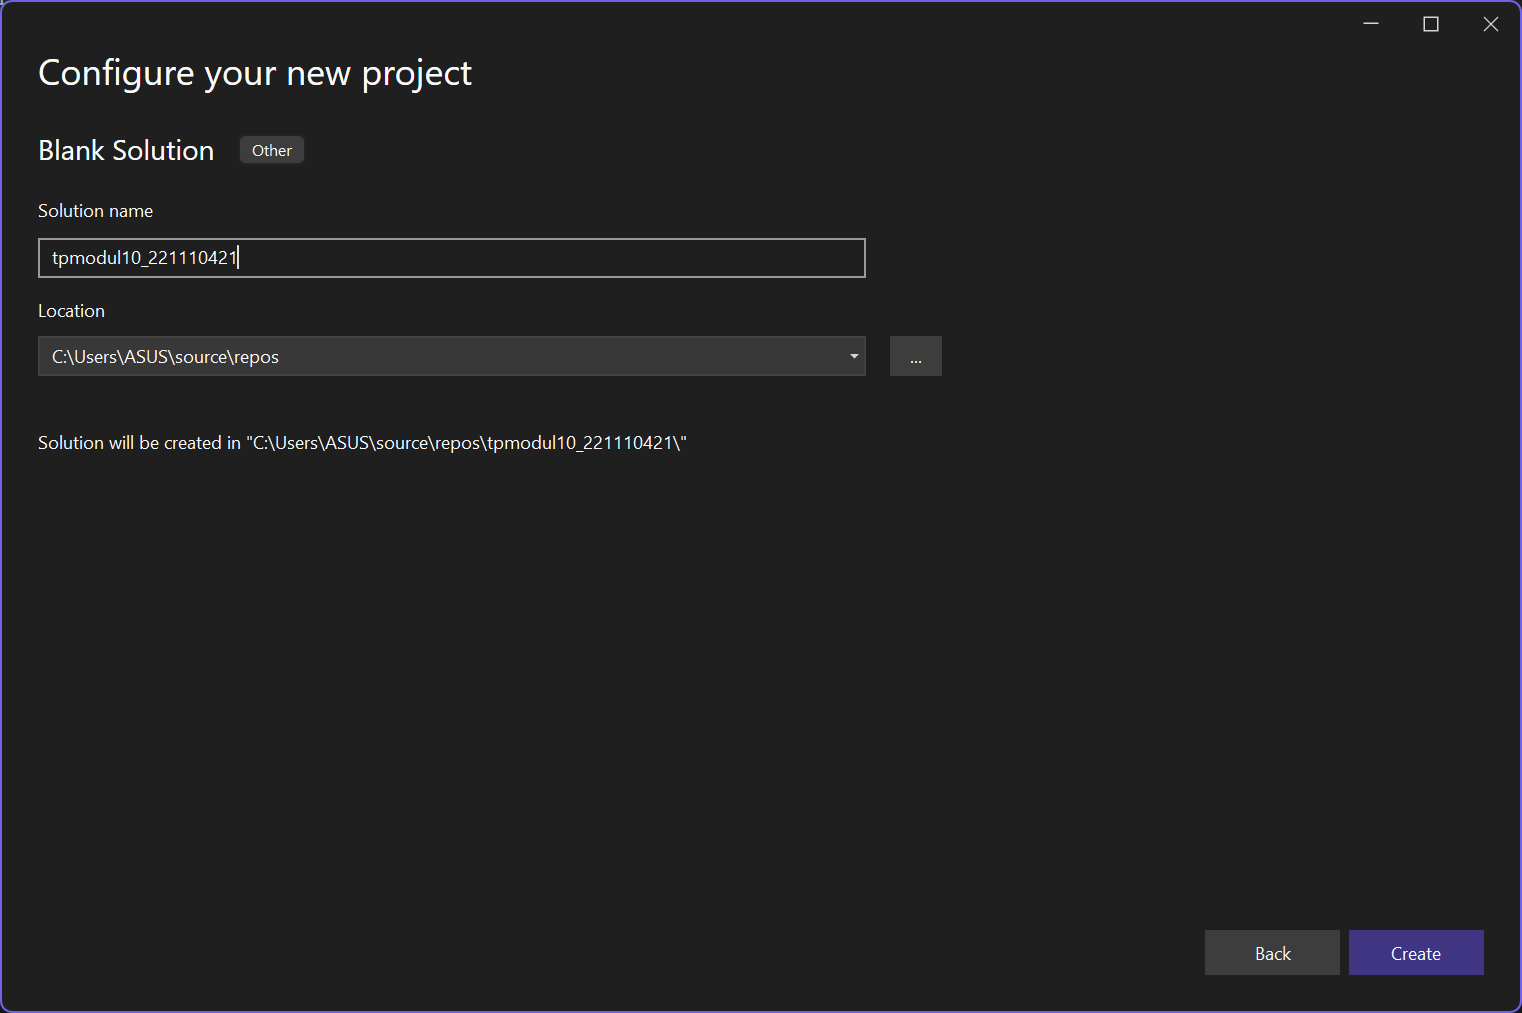 Configure your new project
Blank Solution Other
Solution name
tpmodul10_221110421
Location
C:\Users\ASUS\source\repos ...
Solution will be created in "C:\Users\ASUS\source\repos\tpmodul10_221110421\"
Back Create